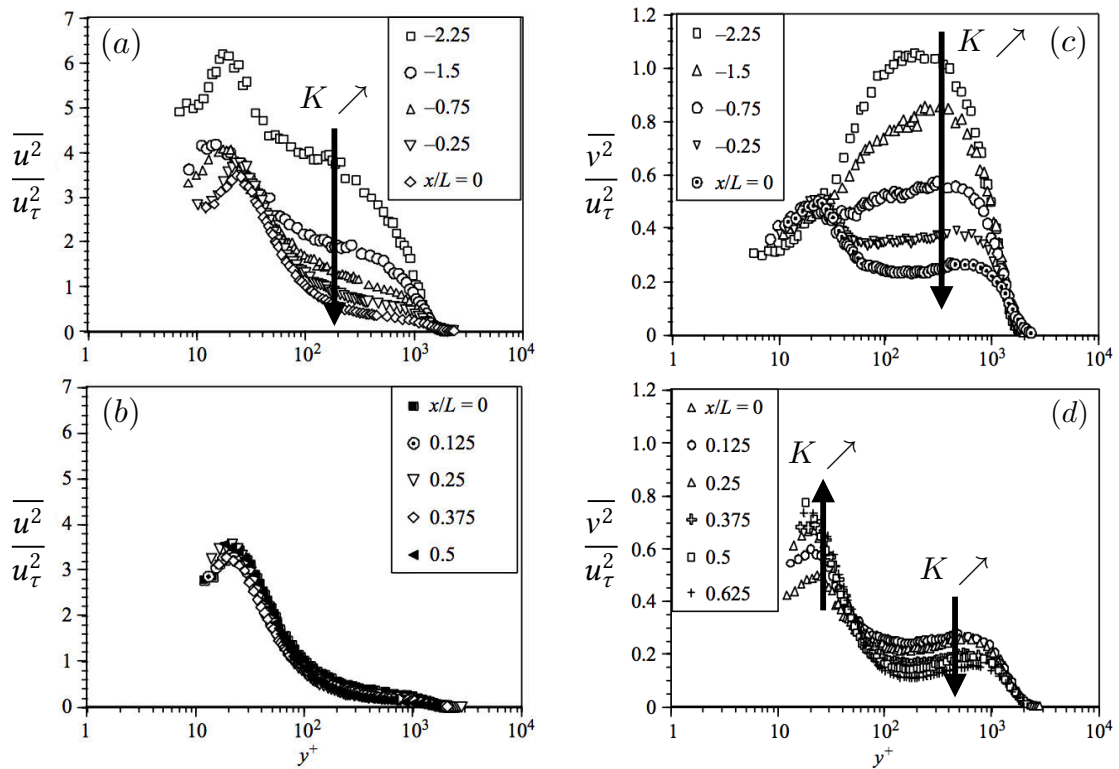 (a)
7
6
5
4
3
2
1
0
u² / u_τ²
–2.25
–1.5
–0.75
–0.25
x/L = 0
K ↗
1 10 10² 10³ 10⁴
(c)
1.2
1.0
0.8
0.6
0.4
0.2
0
v² / u_τ²
–2.25
–1.5
–0.75
–0.25
x/L = 0
K ↗
1 10 10² 10³ 10⁴
(b)
7
6
5
4
3
2
1
0
u² / u_τ²
x/L = 0
0.125
0.25
0.375
0.5
1 10 10² 10³ 10⁴
y⁺
(d)
1.2
1.0
0.8
0.6
0.4
0.2
0
v² / u_τ²
x/L = 0
0.125
0.25
0.375
0.5
0.625
K ↗
K ↗
1 10 10² 10³ 10⁴
y⁺